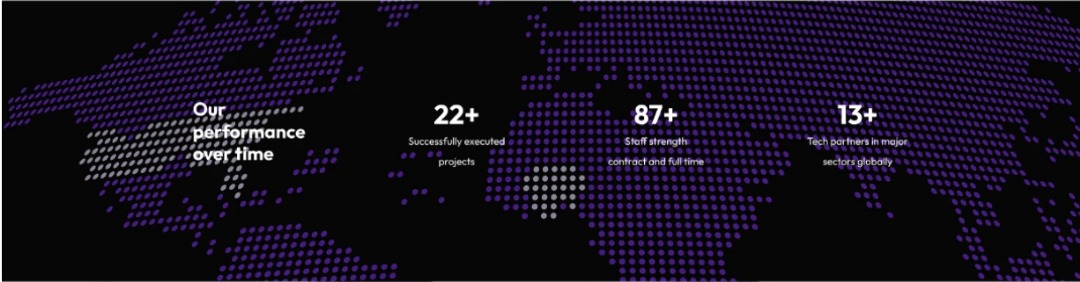 Our
performance
over time
22+
Successfully executed
projects
87+
Staff strength
contract and full time
13+
Tech partners in major
sectors globally